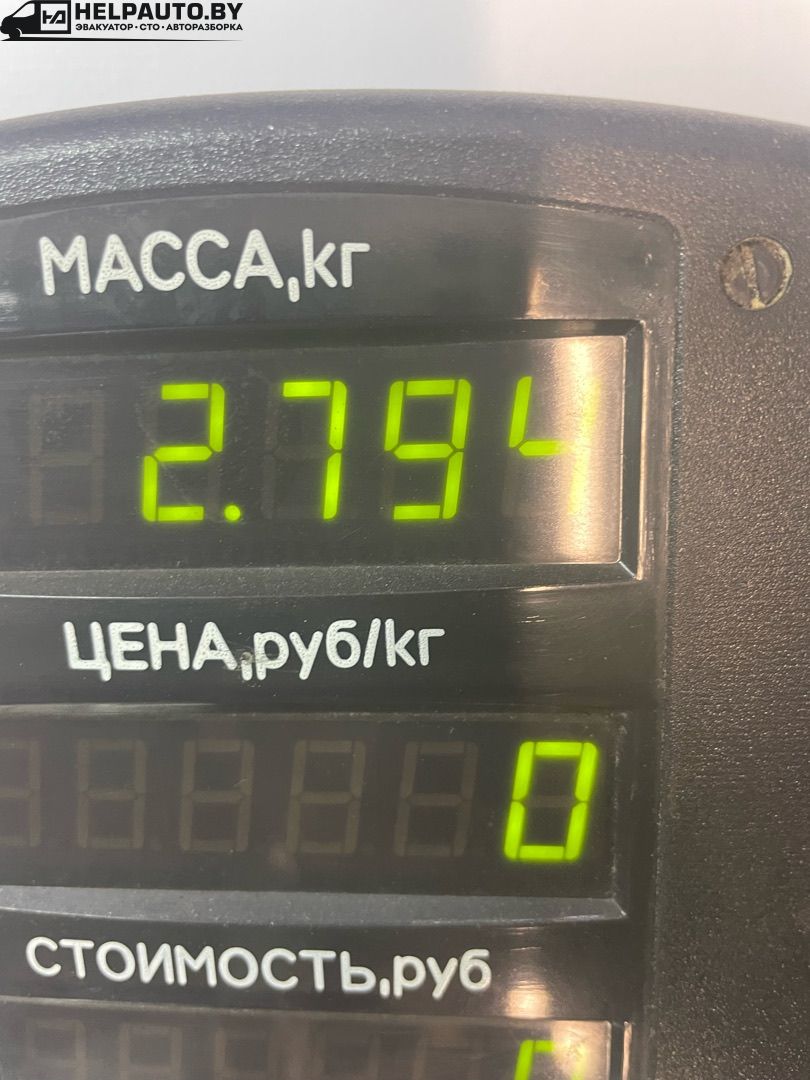 HELPAUTO.BY
ЭВАКУАТОР·СТО·АВТОРАЗБОРКА
МАССА,кг
2.794
ЦЕНА,руб/кг
0
СТОИМОСТЬ,руб